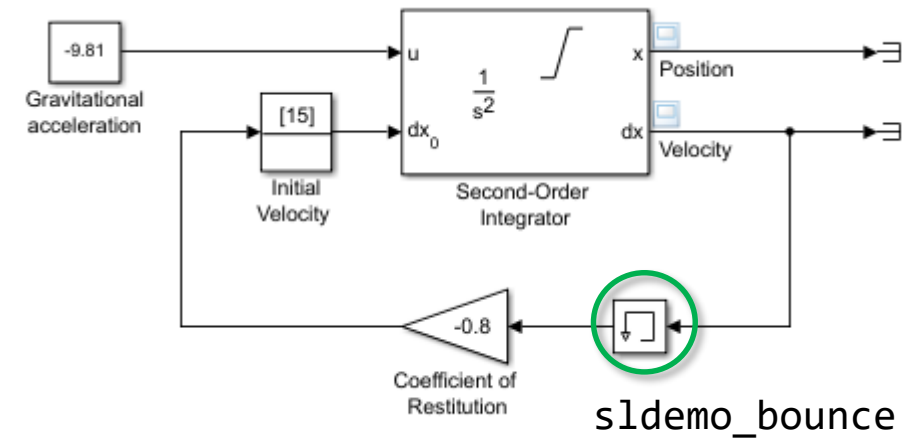 -9.81
Gravitational
acceleration
[15]
Initial
Velocity
u
dx0
1
s2
x
dx
Second-Order
Integrator
Position
Velocity
-0.8
Coefficient of
Restitution
sldemo_bounce